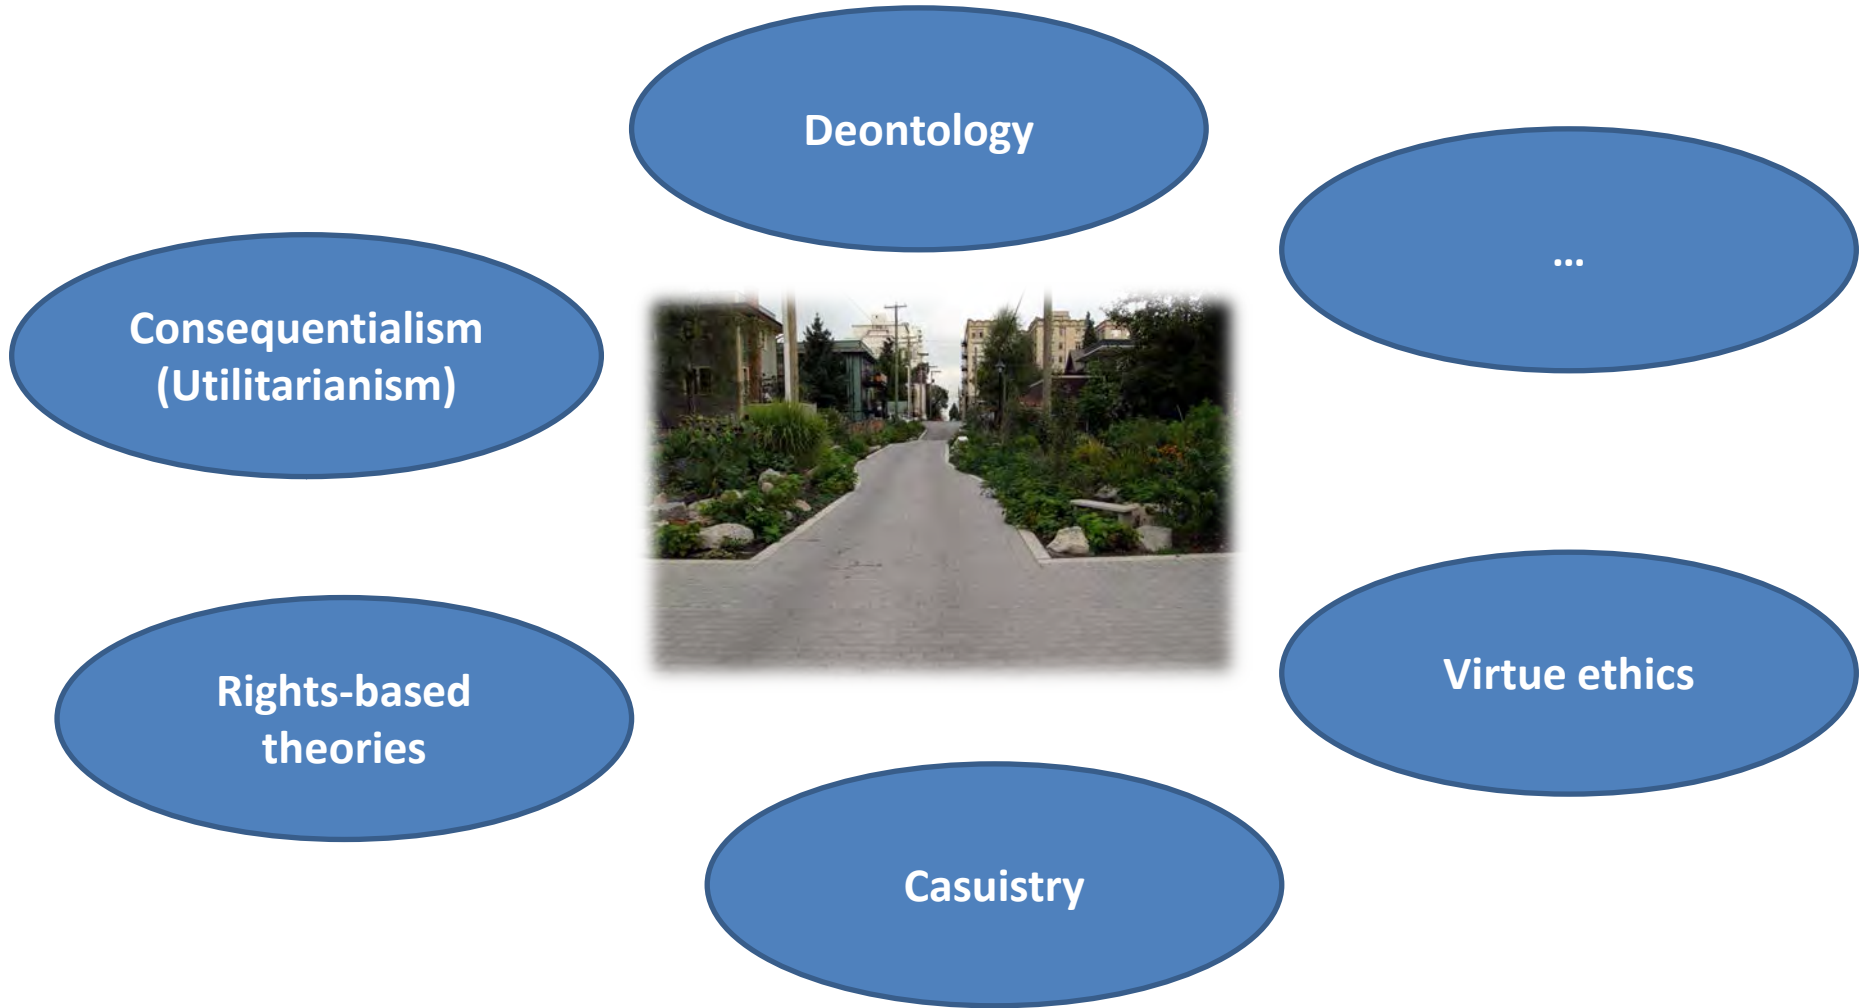 Deontology
…
Consequentialism
(Utilitarianism)
Rights-based
theories
Virtue ethics
Casuistry